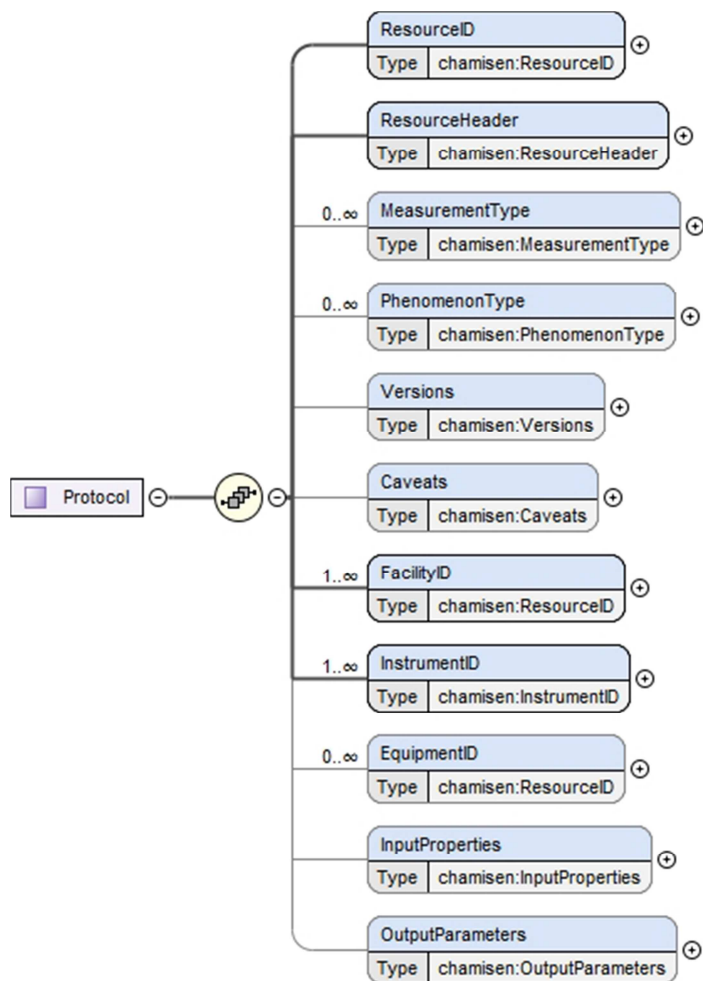 ResourceID
Type chamisen:ResourceID
ResourceHeader
Type chamisen:ResourceHeader
0..∞
MeasurementType
Type chamisen:MeasurementType
0..∞
PhenomenonType
Type chamisen:PhenomenonType
Versions
Type chamisen:Versions
Protocol
Caveats
Type chamisen:Caveats
1..∞
FacilityID
Type chamisen:ResourceID
1..∞
InstrumentID
Type chamisen:InstrumentID
0..∞
EquipmentID
Type chamisen:ResourceID
InputProperties
Type chamisen:InputProperties
OutputParameters
Type chamisen:OutputParameters